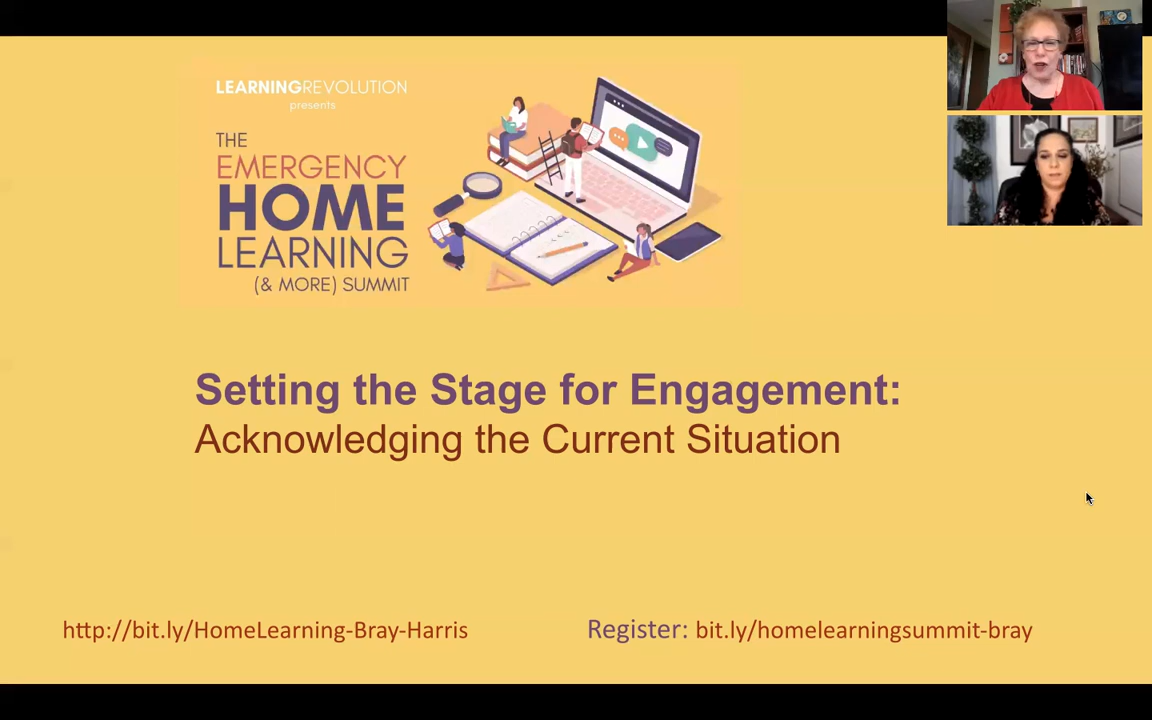 LEARNINGREVOLUTION
presents
THE
EMERGENCY
HOME
LEARNING
(& MORE) SUMMIT
Setting the Stage for Engagement:
Acknowledging the Current Situation
http://bit.ly/HomeLearning-Bray-Harris
Register: bit.ly/homelearningsummit-bray